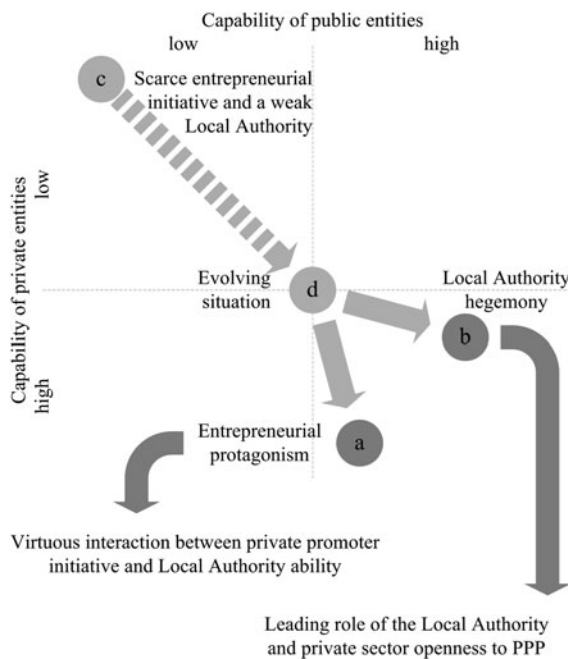 Capability of public entities
low
high
c
Scarce entrepreneurial
initiative and a weak
Local Authority
Capability of private entities
low
high
Evolving
situation
d
Local Authority
hegemony
b
Entrepreneurial
protagonism
a
Virtuous interaction between private promoter
initiative and Local Authority ability
Leading role of the Local Authority
and private sector openness to PPP